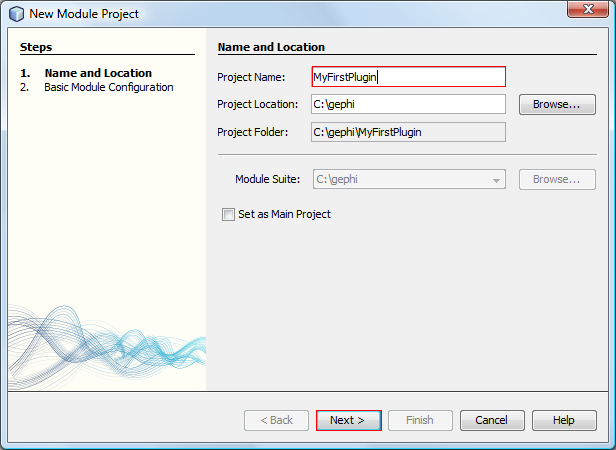 New Module Project
Steps
1. Name and Location
2. Basic Module Configuration
Name and Location
Project Name: MyFirstPlugin
Project Location: C:\gephi Browse...
Project Folder: C:\gephi\MyFirstPlugin
Module Suite: C:\gephi Browse...
Set as Main Project
< Back Next > Finish Cancel Help